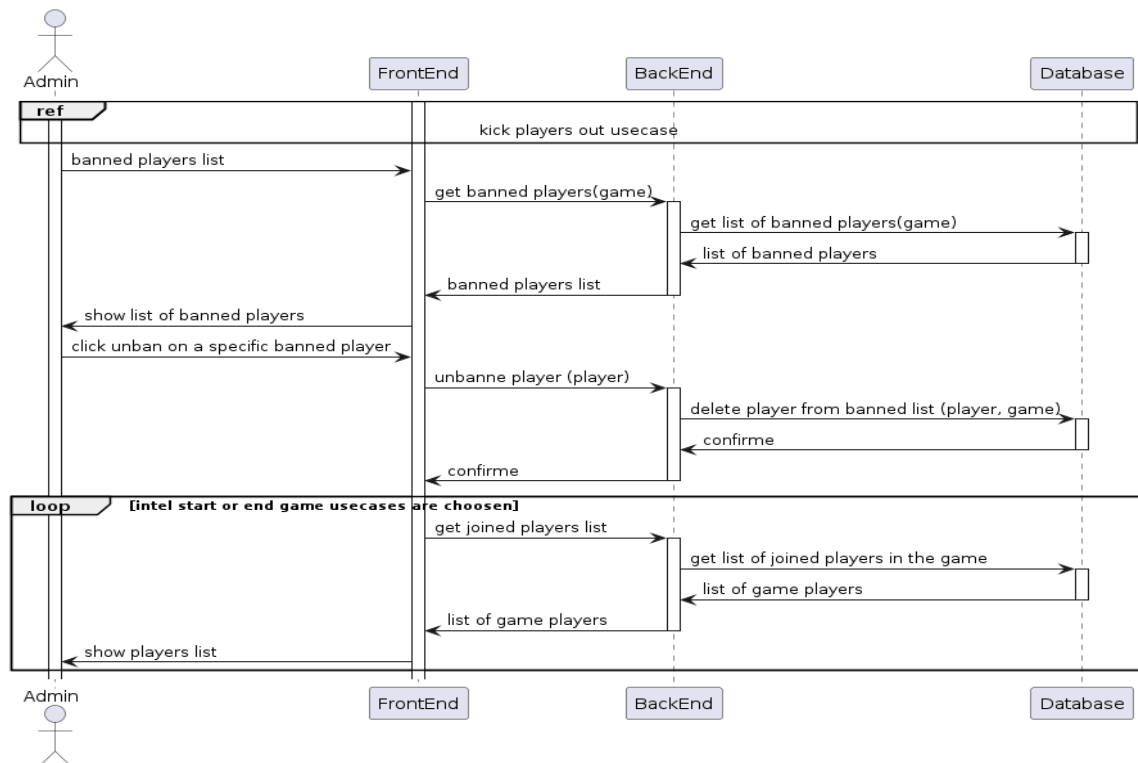 Admin
FrontEnd
BackEnd
Database
ref
kick players out usecase
banned players list
get banned players(game)
get list of banned players(game)
list of banned players
banned players list
show list of banned players
click unban on a specific banned player
unbanne player (player)
delete player from banned list (player, game)
confirme
confirme
loop
[intel start or end game usecases are choosen]
get joined players list
get list of joined players in the game
list of game players
list of game players
show players list
Admin
FrontEnd
BackEnd
Database